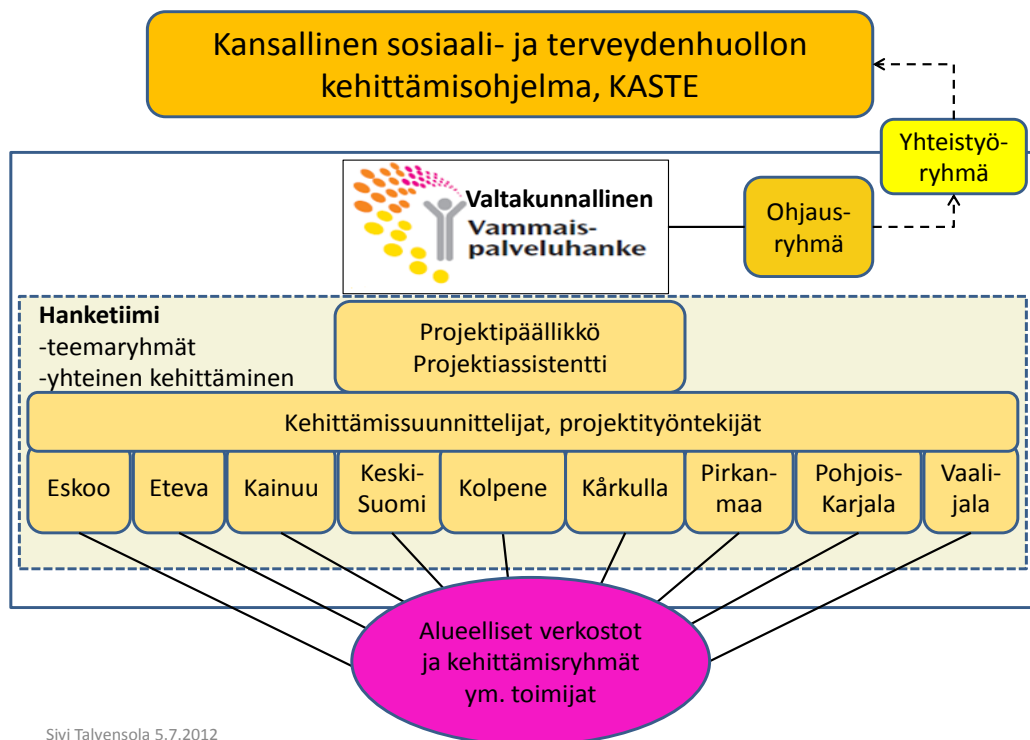 Kansallinen sosiaali- ja terveydenhuollon
kehittämisohjelma, KASTE
Yhteistyö-
ryhmä
Valtakunnallinen
Vammais-
palveluhanke
Ohjaus-
ryhmä
Hanketiimi
-teemaryhmät
-yhteinen kehittäminen
Projektipäällikkö
Projektiassistentti
Kehittämissuunnittelijat, projektityöntekijät
Eskoo
Eteva
Kainuu
Keski-
Suomi
Kolpene
Kårkulla
Pirkan-
maa
Pohjois-
Karjala
Vaali-
jala
Alueelliset verkostot
ja kehittämisryhmät
ym. toimijat
Sivi Talvensola 5.7.2012